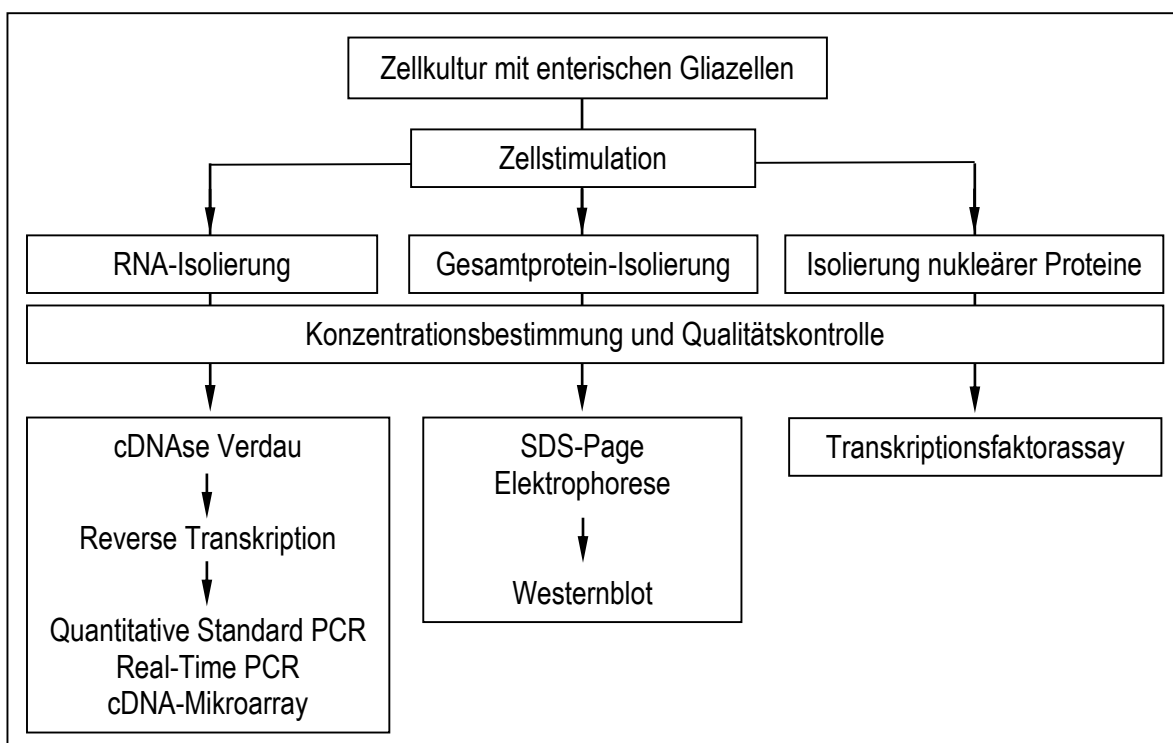 Zellkultur mit enterischen Gliazellen
Zellstimulation
RNA-Isolierung
Gesamtprotein-Isolierung
Isolierung nukleärer Proteine
Konzentrationsbestimmung und Qualitätskontrolle
cDNAse Verdau
Reverse Transkription
Quantitative Standard PCR
Real-Time PCR
cDNA-Mikroarray
SDS-Page
Elektrophorese
Westernblot
Transkriptionsfaktorassay